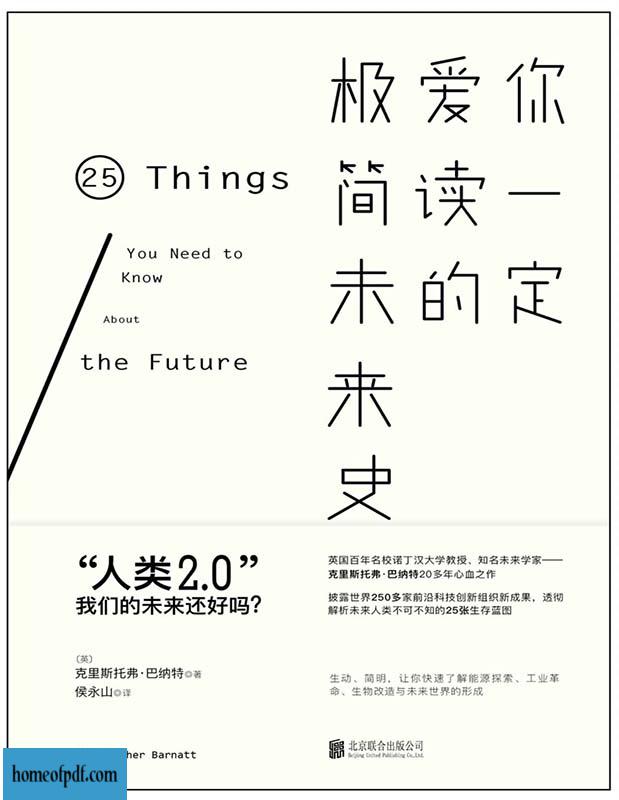 你一定
爱读的
极简未来史
25 Things
You Need to
Know
About
the Future
“人类2.0”
我们的未来还好吗?
英国百年名校诺丁汉大学教授、知名未来学家——
克里斯托弗·巴纳特20多年心血之作
披露世界250多家前沿科技创新组织新成果，透彻
解析未来人类不可不知的25张生存蓝图
〔英〕
克里斯托弗·巴纳特◎著
侯永山◎译
生动、简明，让你快速了解能源探索、工业革
命、生物改造与未来世界的形成
her Barnatt
北京联合出版公司
Beijing United Publishing Co.,Ltd.
homeofpdf.com